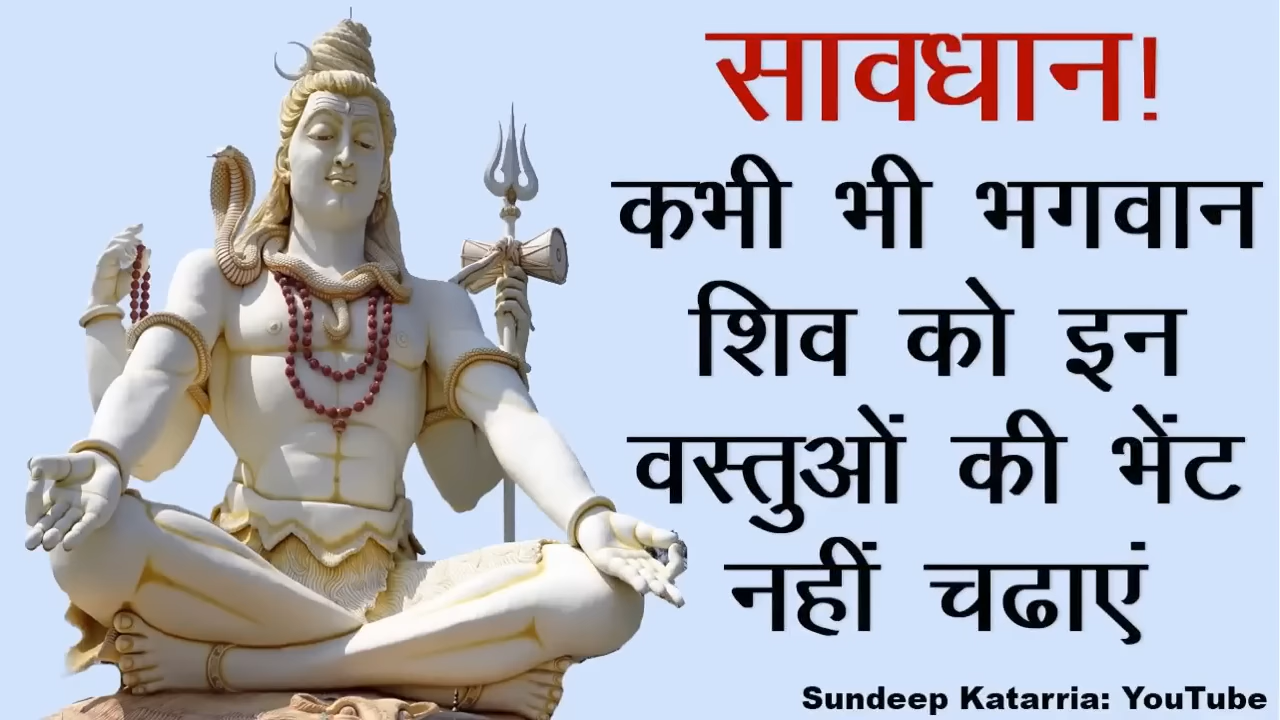 सावधान!
कभी भी भगवान
शिव को इन
वस्तुओं की भेंट
नहीं चढाएं
Sundeep Katarria: YouTube